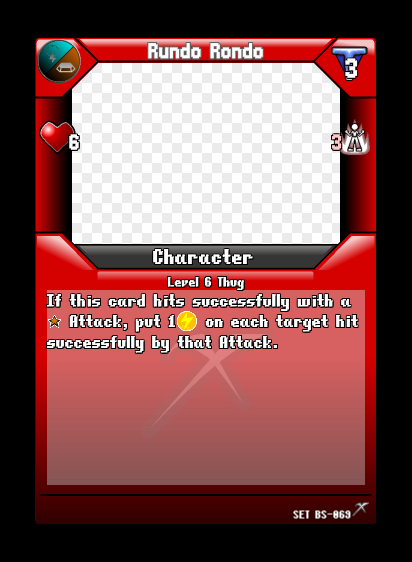 Rundo Rondo
3
6
3
Character
Level 6 Thug
If this card hits successfully with a
Attack, put 1 on each target hit
successfully by that Attack.
SET BS-069